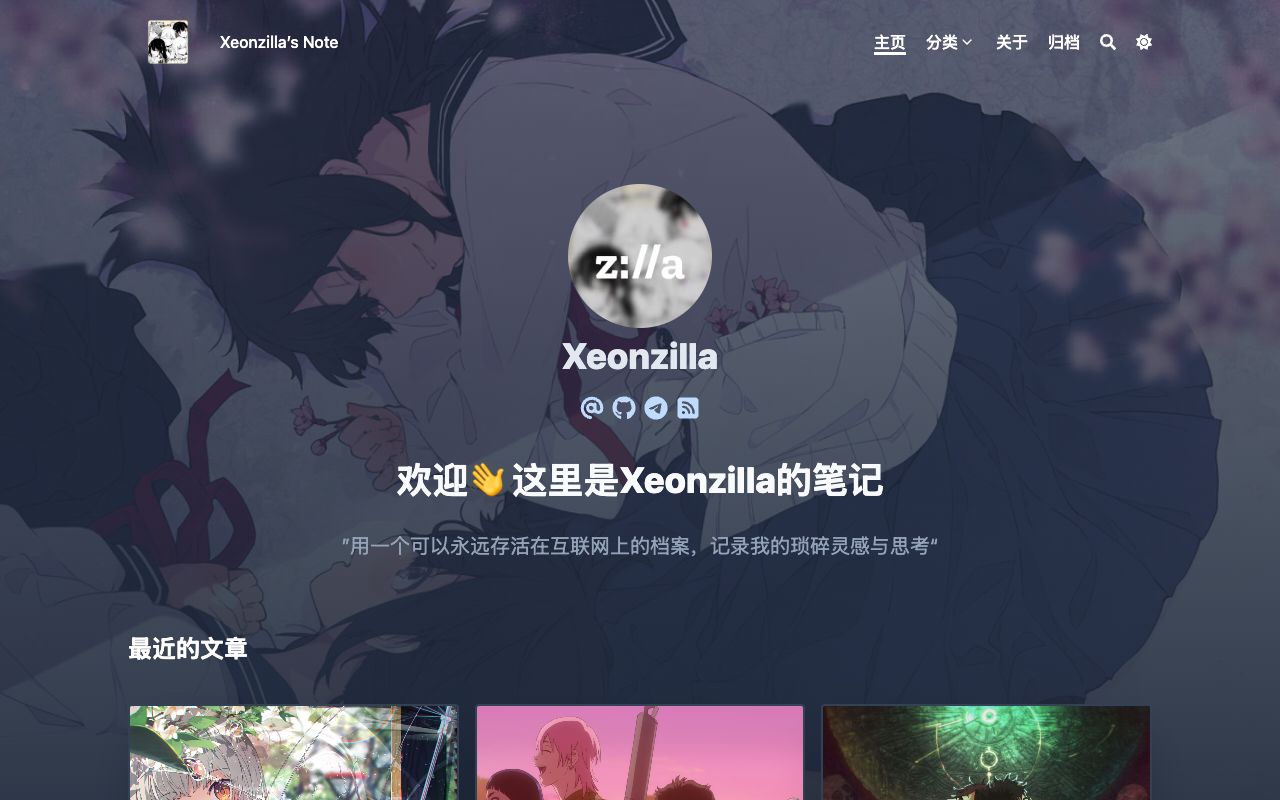 Xeonzilla's Note
主页
分类
关于
归档
z://a
Xeonzilla
欢迎👋这里是Xeonzilla的笔记
"用一个可以永远存活在互联网上的档案，记录我的琐碎灵感与思考"
最近的文章